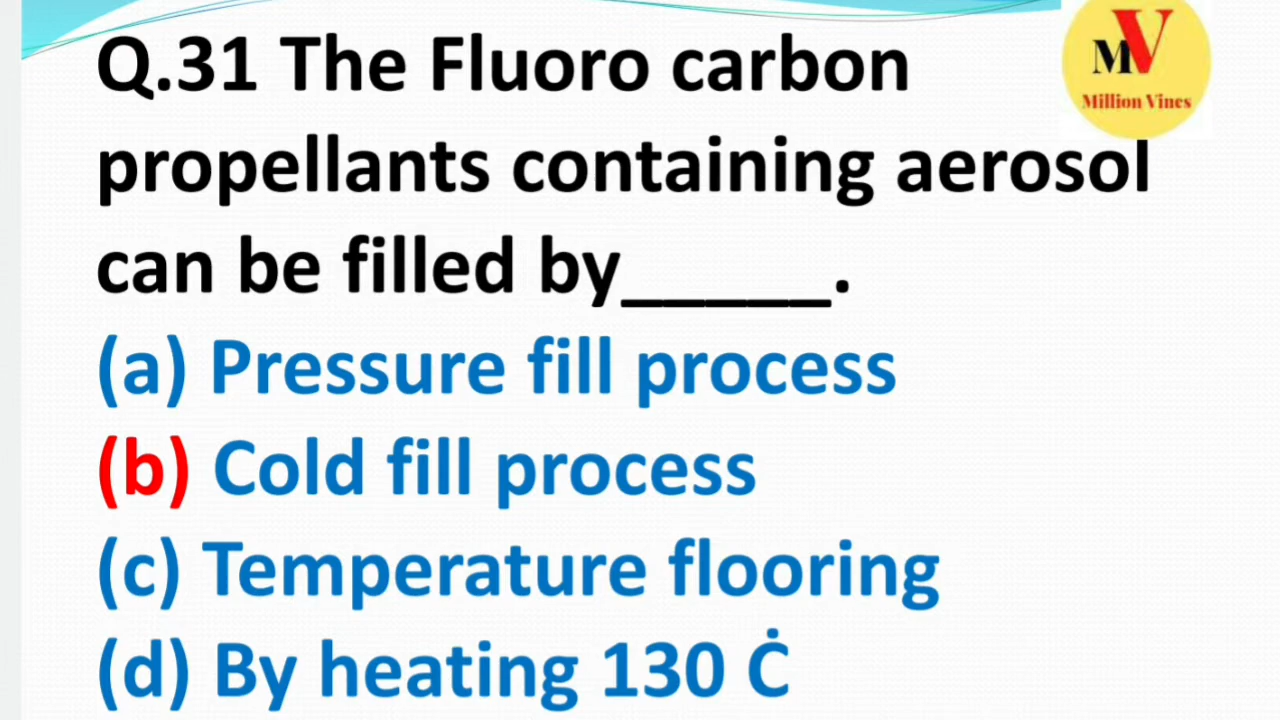 Q.31 The Fluoro carbon
MV
Million Vines
propellants containing aerosol
can be filled by_____.
(a) Pressure fill process
(b) Cold fill process
(c) Temperature flooring
(d) By heating 130 Ċ